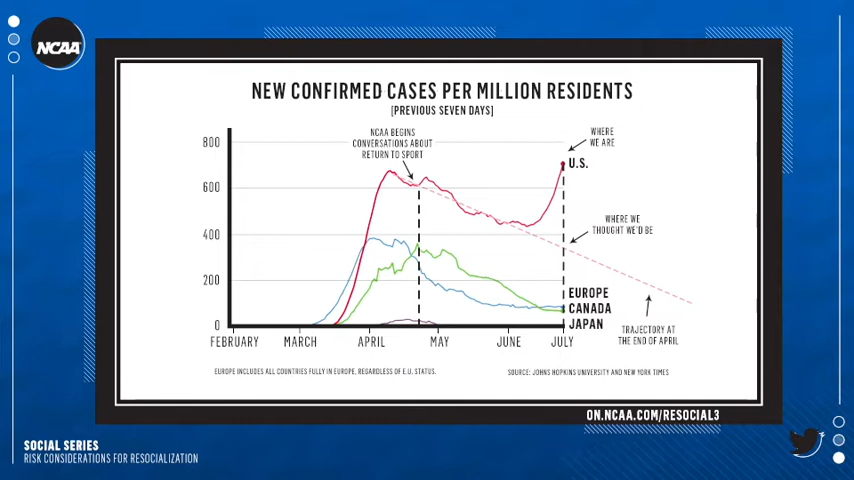 NCAA
NEW CONFIRMED CASES PER MILLION RESIDENTS
[PREVIOUS SEVEN DAYS]
NCAA BEGINS
CONVERSATIONS ABOUT
RETURN TO SPORT
WHERE
WE ARE
U.S.
800
600
400
200
0
WHERE WE
THOUGHT WE'D BE
EUROPE
CANADA
JAPAN
TRAJECTORY AT
THE END OF APRIL
FEBRUARY MARCH APRIL MAY JUNE JULY
EUROPE INCLUDES ALL COUNTRIES FULLY IN EUROPE, REGARDLESS OF E.U. STATUS.
SOURCE: JOHNS HOPKINS UNIVERSITY AND NEW YORK TIMES
ON.NCAA.COM/RESOCIAL3
SOCIAL SERIES
RISK CONSIDERATIONS FOR RESOCIALIZATION